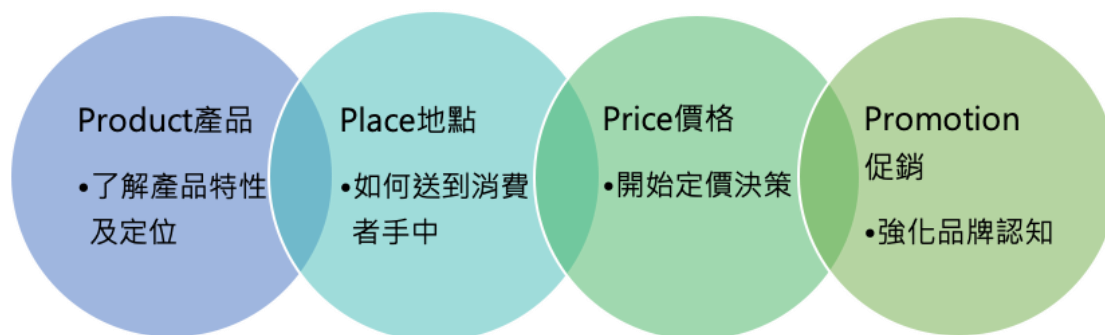 Product產品
•了解產品特性
及定位
Place地點
•如何送到消費
者手中
Price價格
•開始定價決策
Promotion
促銷
•強化品牌認知